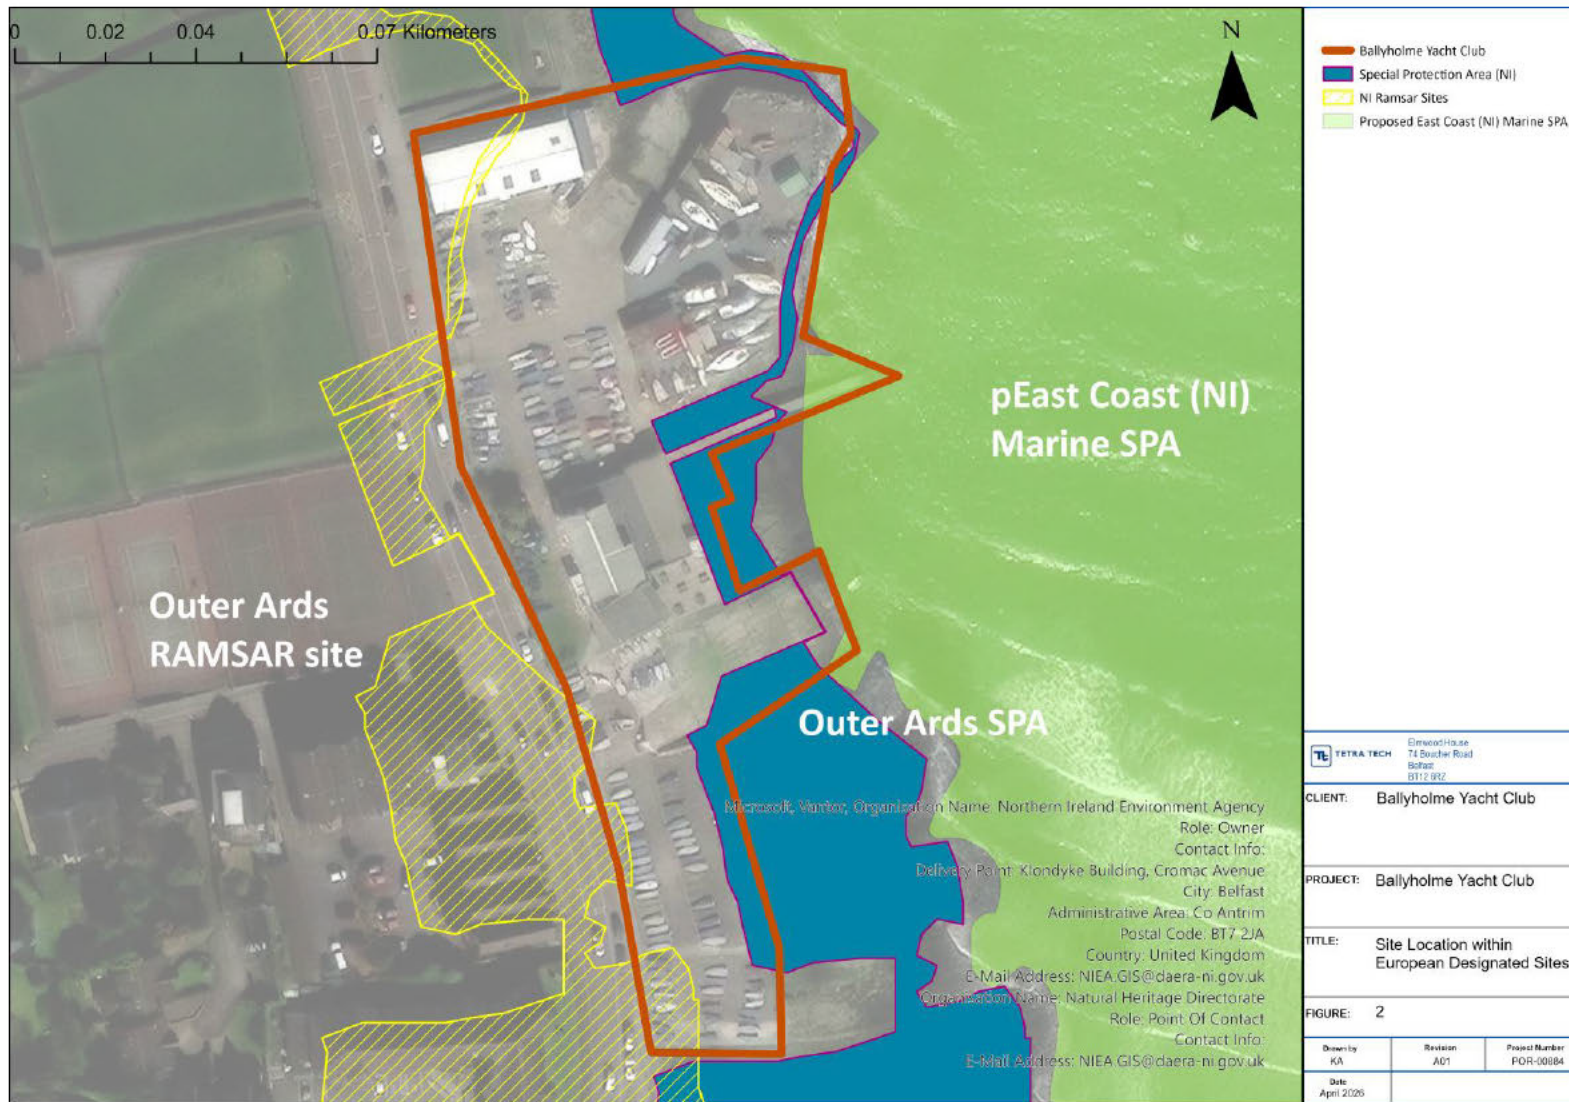 0 0.02 0.04 0.07 Kilometers
N
Outer Ards
RAMSAR site
pEast Coast (NI)
Marine SPA
Outer Ards SPA
Microsoft, Vantor, Organisation Name: Northern Ireland Environment Agency
Role: Owner
Contact Info:
Delivery Point: Klondyke Building, Cromac Avenue
City: Belfast
Administrative Area: Co Antrim
Postal Code: BT7 2JA
Country: United Kingdom
E-Mail Address: NIEA.GIS@daera-ni.gov.uk
Organisation Name: Natural Heritage Directorate
Role: Point Of Contact
Contact Info:
E-Mail Address: NIEA.GIS@daera-ni.gov.uk
Ballyholme Yacht Club
Special Protection Area (NI)
NI Ramsar Sites
Proposed East Coast (NI) Marine SPA
TETRA TECH
Elmwood House
74 Boucher Road
Belfast
BT12 6RZ
CLIENT: Ballyholme Yacht Club
PROJECT: Ballyholme Yacht Club
TITLE: Site Location within
European Designated Sites
FIGURE: 2
Drawn by Revision Project Number
KA A01 POR-00884
Date
April 2026